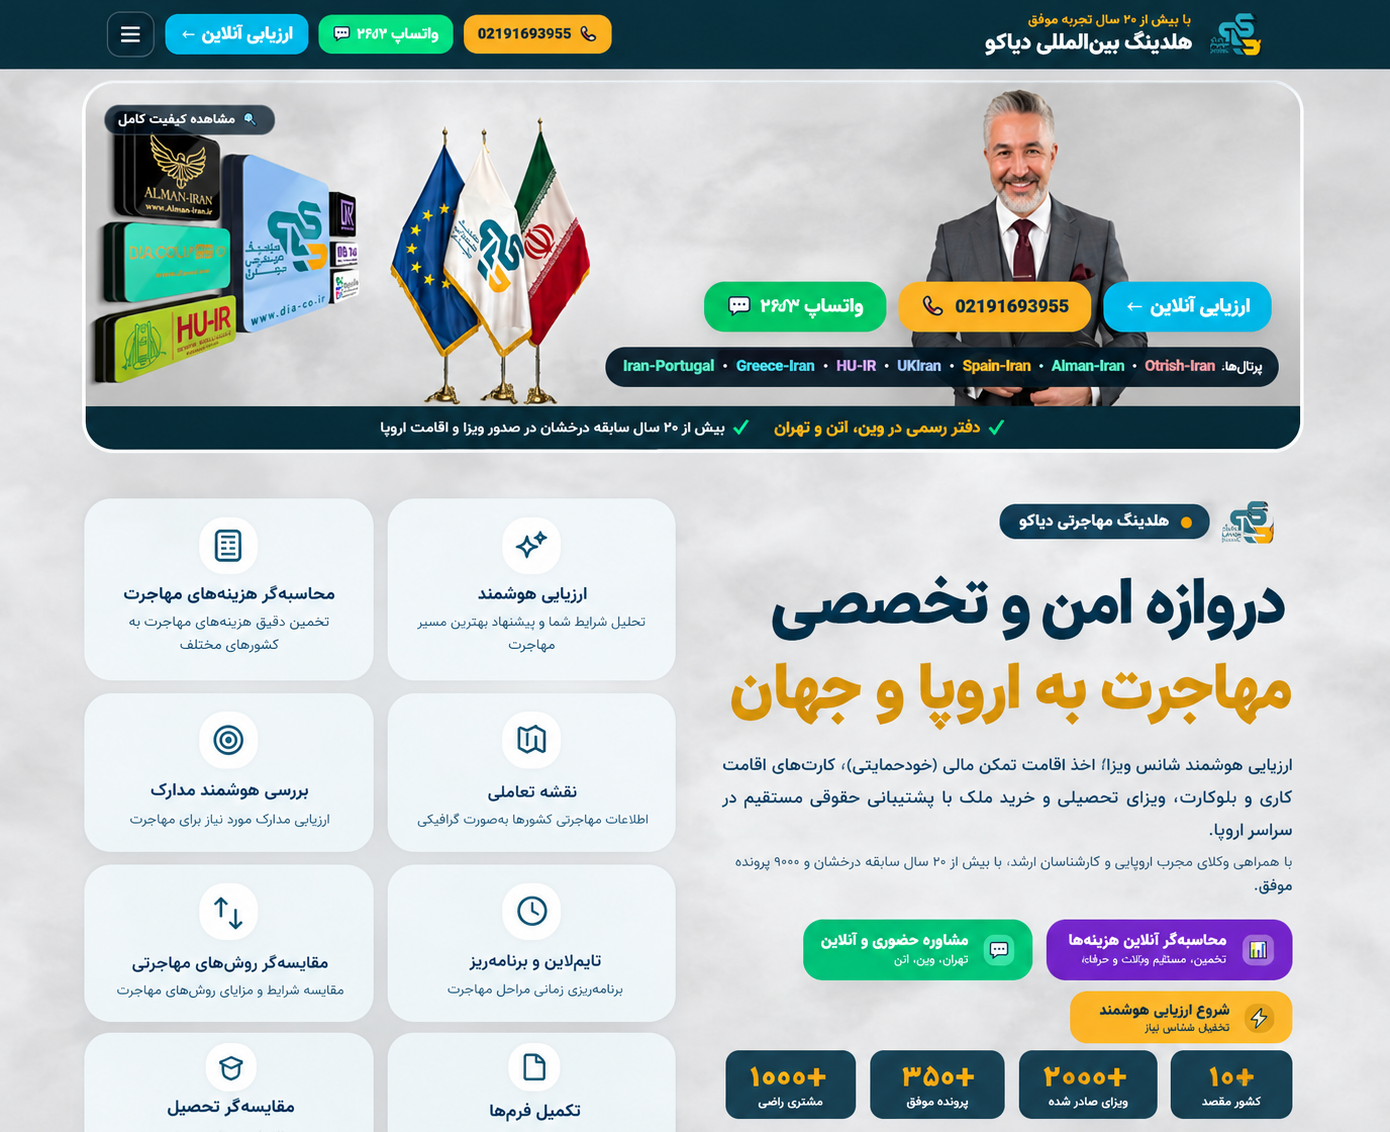 با بیش از ۲۰ سال تجربه موفق
هلدینگ بین‌المللی دیاکو
02191693955
واتساپ
ارزیابی آنلاین ←
مشاهده کیفیت کامل
ALMAN-IRAN
www.Alman-iran.ir
HU-IR
www.dia-co.ir
ارزیابی آنلاین ←
02191693955
واتساپ
پرتال‌ها: Otrish-Iran • Alman-Iran • Spain-Iran • UKIran • HU-IR • Greece-Iran • Iran-Portugal
دفتر رسمی در وین، اتن و تهران
بیش از ۲۰ سال سابقه درخشان در صدور ویزا و اقامت اروپا
هلدینگ مهاجرتی دیاکو
دروازه امن و تخصصی
مهاجرت به اروپا و جهان
ارزیابی هوشمند شانس ویزا، اخذ اقامت تمکن مالی (خودحمایتی)، کارت‌های اقامت
کاری و بلوکارت، ویزای تحصیلی و خرید ملک با پشتیبانی حقوقی مستقیم در
سراسر اروپا.
با همراهی وکلای مجرب اروپایی و کارشناسان ارشد، با بیش از ۲۰ سال سابقه درخشان و ۹۰۰۰ پرونده
موفق.
محاسبه‌گر آنلاین هزینه‌ها
تخمین، مستقیم
مشاوره حضوری و آنلاین
تهران، وین، اتن
شروع ارزیابی هوشمند
+۱۰
کشور مقصد
+۲۰۰۰
ویزای صادر شده
+۳۵۰
پرونده موفق
+۱۰۰۰
مشتری راضی
ارزیابی هوشمند
تحلیل شرایط شما و پیشنهاد بهترین مسیر
مهاجرت
محاسبه‌گر هزینه‌های مهاجرت
تخمین دقیق هزینه‌های مهاجرت به
کشورهای مختلف
نقشه تعاملی
اطلاعات مهاجرتی کشورها به‌صورت گرافیکی
بررسی هوشمند مدارک
ارزیابی مدارک مورد نیاز برای مهاجرت
تایم‌لاین و برنامه‌ریز
برنامه‌ریزی زمانی مراحل مهاجرت
مقایسه‌گر روش‌های مهاجرتی
مقایسه شرایط و مزایای روش‌های مهاجرت
تکمیل فرم‌ها
مقایسه‌گر تحصیل